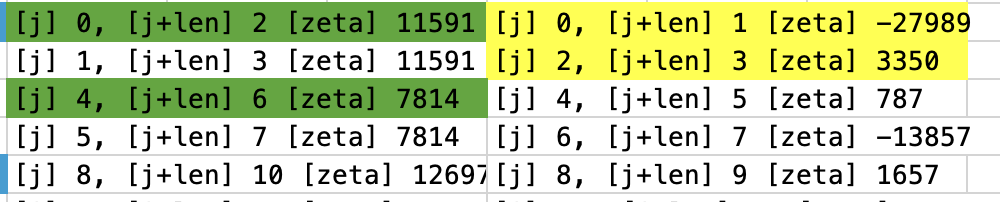 [j] 0, [j+len] 2 [zeta] 11591 [j] 0, [j+len] 1 [zeta] −27989
[j] 1, [j+len] 3 [zeta] 11591 [j] 2, [j+len] 3 [zeta] 3350
[j] 4, [j+len] 6 [zeta] 7814 [j] 4, [j+len] 5 [zeta] 787
[j] 5, [j+len] 7 [zeta] 7814 [j] 6, [j+len] 7 [zeta] −13857
[j] 8, [j+len] 10 [zeta] 12697 [j] 8, [j+len] 9 [zeta] 1657